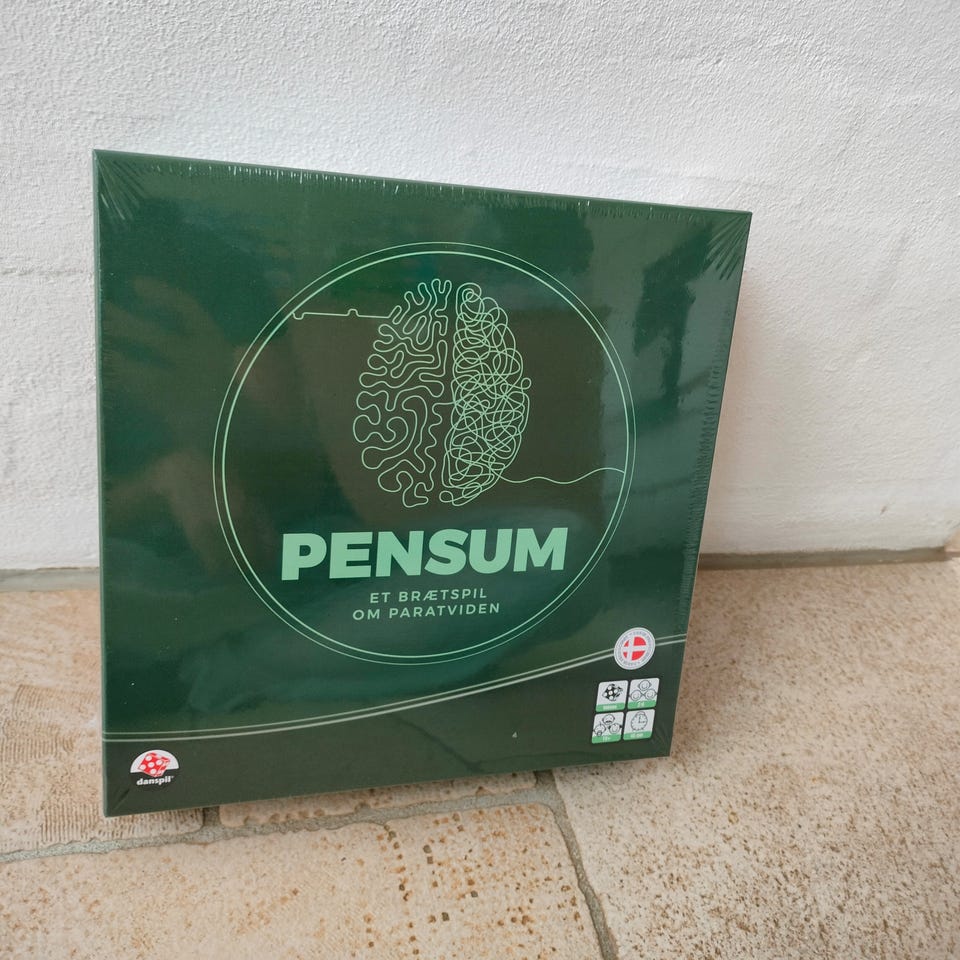 PENSUM
ET BRÆTSPIL
OM PARATVIDEN
danspil